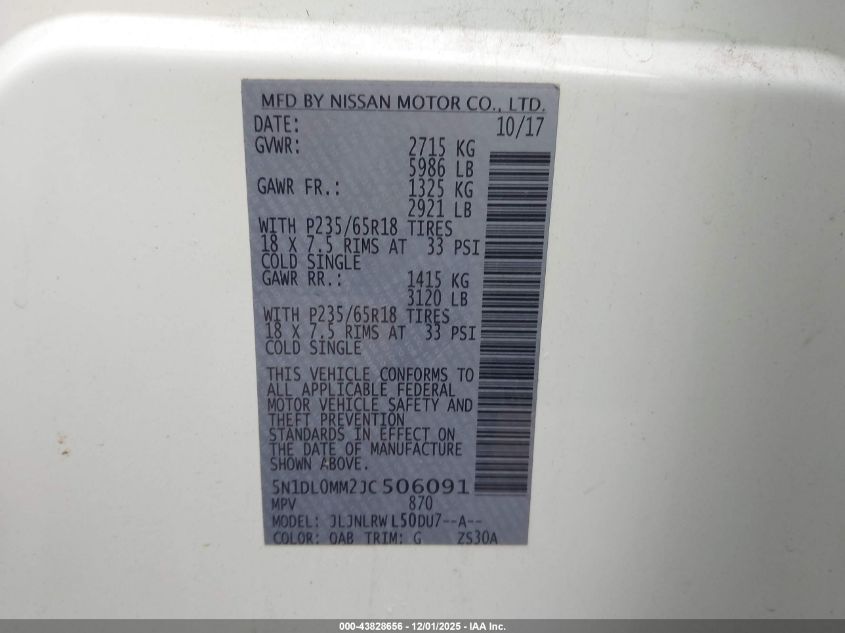 MFD BY NISSAN MOTOR CO., LTD.
DATE: 10/17
GVWR: 2715 KG
5986 LB
GAWR FR.: 1325 KG
2921 LB
WITH P235/65R18 TIRES
18 X 7.5 RIMS AT 33 PSI
COLD SINGLE
GAWR RR.: 1415 KG
3120 LB
WITH P235/65R18 TIRES
18 X 7.5 RIMS AT 33 PSI
COLD SINGLE
THIS VEHICLE CONFORMS TO
ALL APPLICABLE FEDERAL
MOTOR VEHICLE SAFETY AND
THEFT PREVENTION
STANDARDS IN EFFECT ON
THE DATE OF MANUFACTURE
SHOWN ABOVE.
5N1DL0MM2JC506091
MPV 870
MODEL: JLJNLRWL50DU7--A--
COLOR: QAB TRIM: G ZS30A
000-43828656 - 12/01/2025 - IAA Inc.